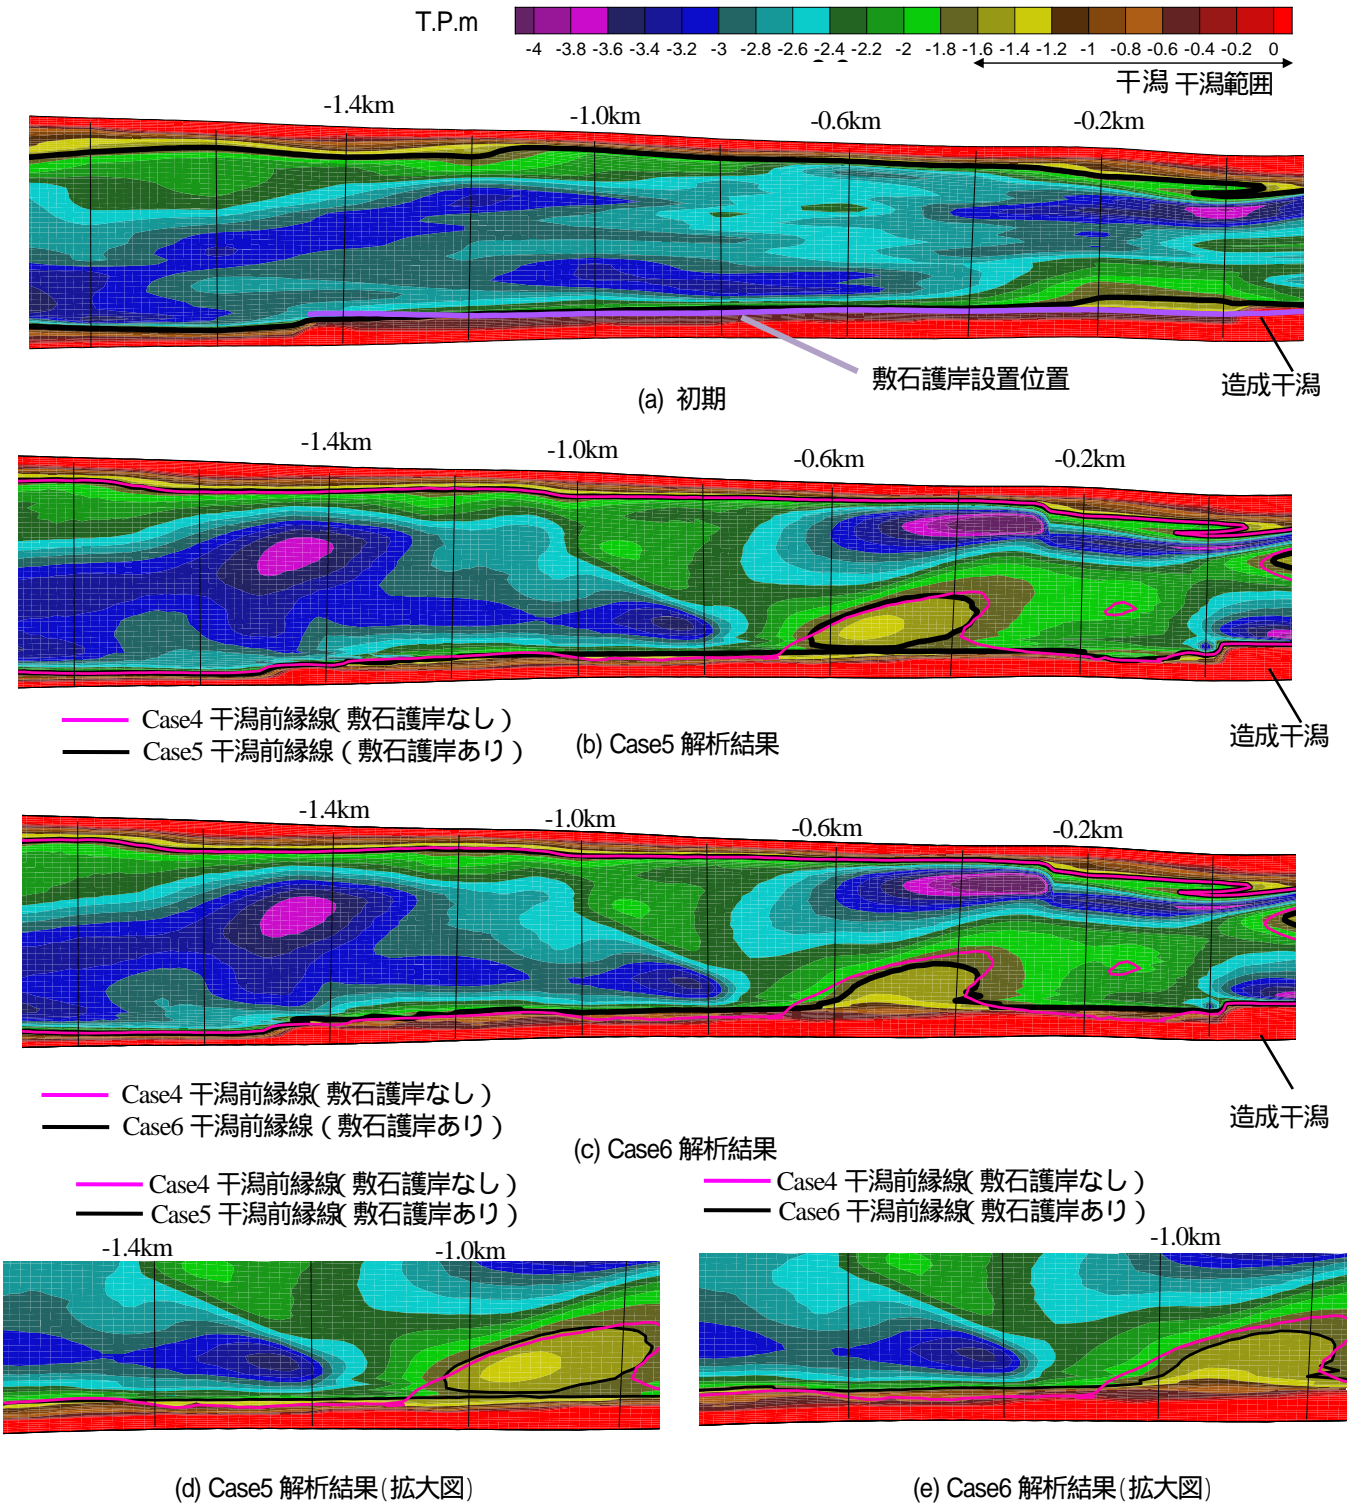 T.P.m
-4 -3.8 -3.6 -3.4 -3.2 -3 -2.8 -2.6 -2.4 -2.2 -2 -1.8 -1.6 -1.4 -1.2 -1 -0.8 -0.6 -0.4 -0.2 0
干潟 干潟範囲
-1.4km -1.0km -0.6km -0.2km
敷石護岸設置位置
造成干潟
(a) 初期
-1.4km -1.0km -0.6km -0.2km
Case4 干潟前縁線( 敷石護岸なし )
Case5 干潟前縁線 ( 敷石護岸あり )
(b) Case5 解析結果
造成干潟
-1.4km -1.0km -0.6km -0.2km
Case4 干潟前縁線( 敷石護岸なし )
Case6 干潟前縁線 ( 敷石護岸あり )
(c) Case6 解析結果
造成干潟
Case4 干潟前縁線( 敷石護岸なし )
Case5 干潟前縁線( 敷石護岸あり )
-1.4km -1.0km
Case4 干潟前縁線( 敷石護岸なし )
Case6 干潟前縁線( 敷石護岸あり )
-1.0km
(d) Case5 解析結果(拡大図)
(e) Case6 解析結果(拡大図)